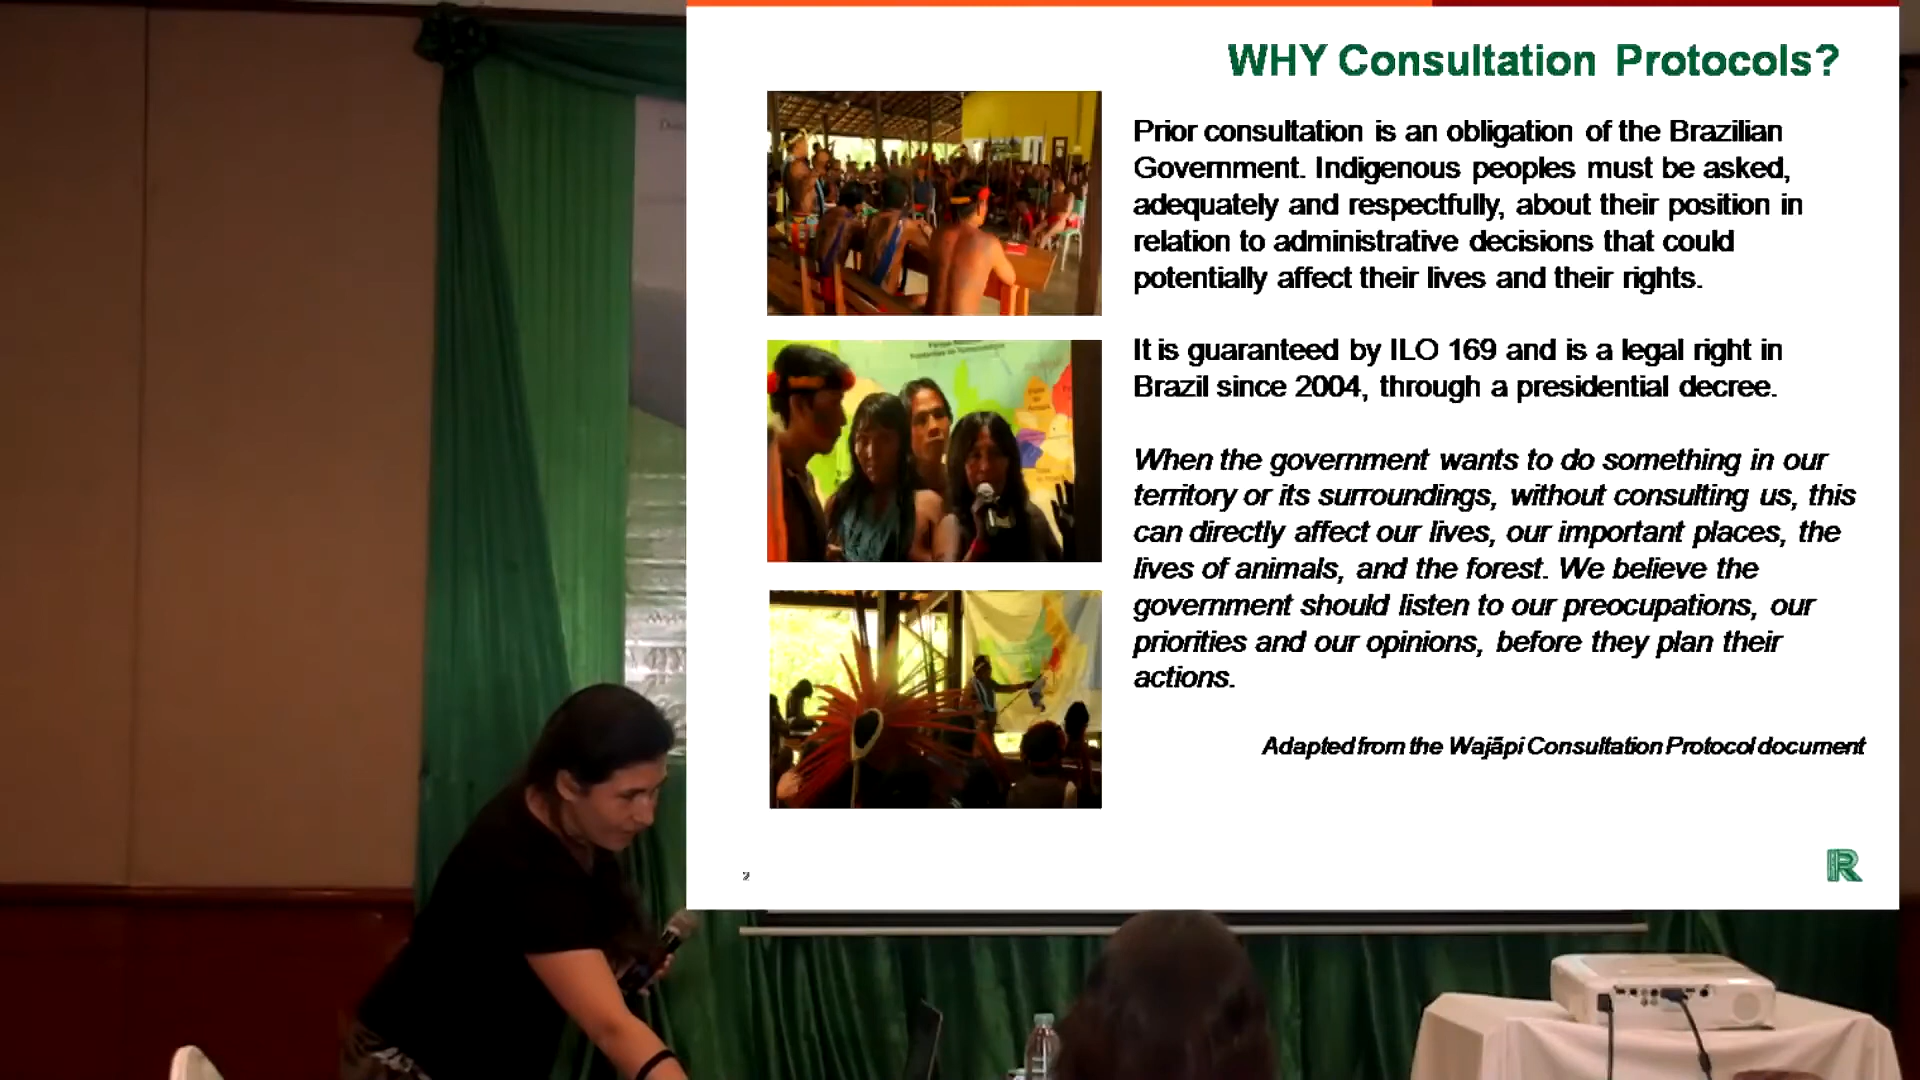 WHY Consultation Protocols?
Prior consultation is an obligation of the Brazilian
Government. Indigenous peoples must be asked,
adequately and respectfully, about their position in
relation to administrative decisions that could
potentially affect their lives and their rights.
It is guaranteed by ILO 169 and is a legal right in
Brazil since 2004, through a presidential decree.
When the government wants to do something in our
territory or its surroundings, without consulting us, this
can directly affect our lives, our important places, the
lives of animals, and the forest. We believe the
government should listen to our preocupations, our
priorities and our opinions, before they plan their
actions.
Adapted from the Wajãpi Consultation Protocol document
2
R